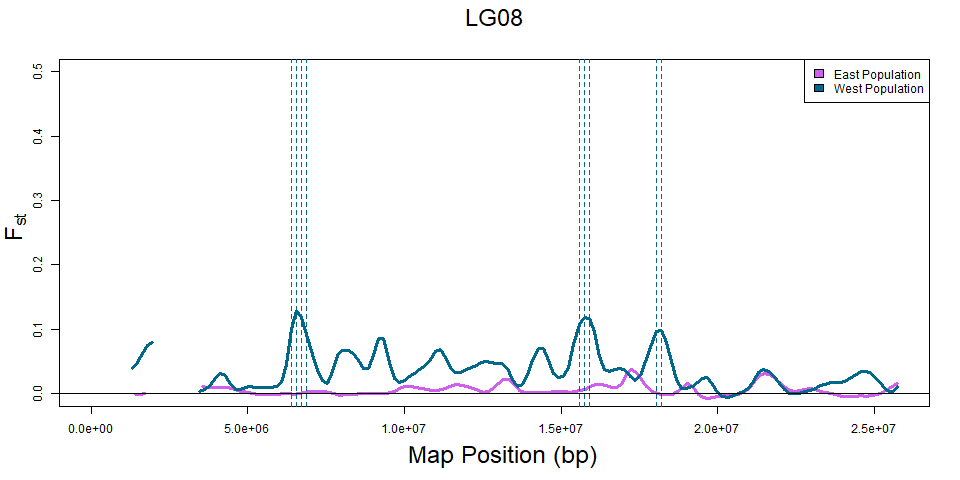 LG08
East Population
West Population
0.5
0.4
0.3
0.2
0.1
0.0
Fst
0.0e+00 5.0e+06 1.0e+07 1.5e+07 2.0e+07 2.5e+07
Map Position (bp)